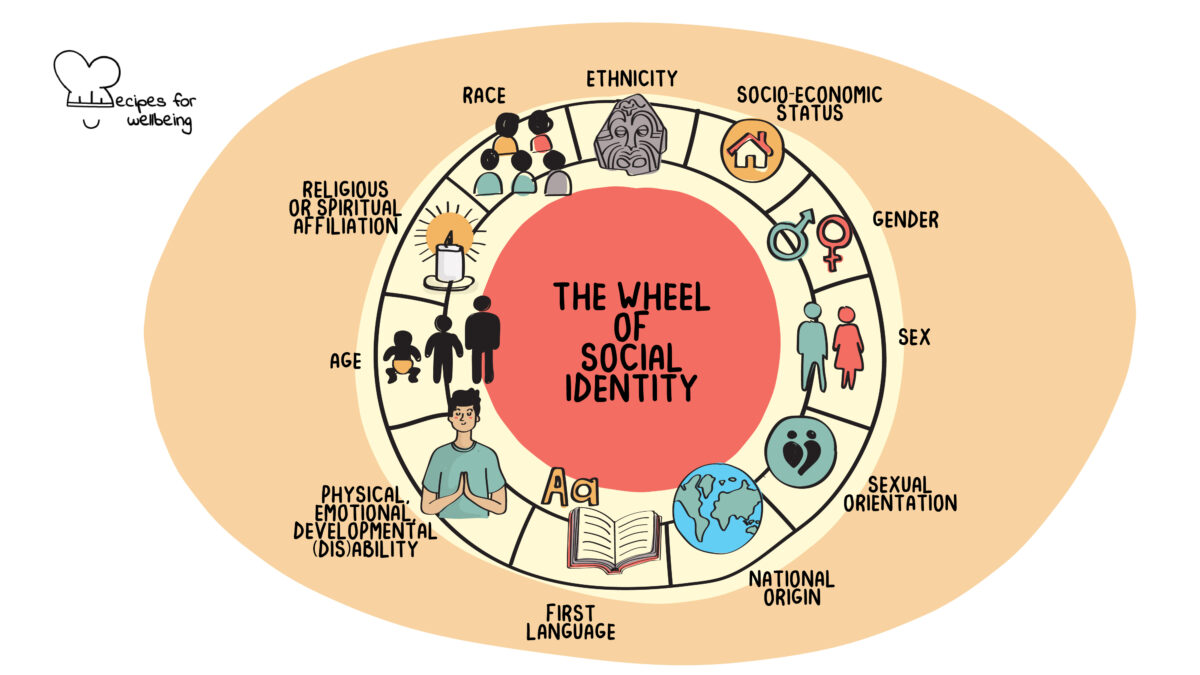 Recipes for
wellbeing
ETHNICITY
RACE
SOCIO-ECONOMIC
STATUS
RELIGIOUS
OR SPIRITUAL
AFFILIATION
GENDER
THE WHEEL
OF
SOCIAL
IDENTITY
AGE
SEX
Aa
PHYSICAL,
EMOTIONAL,
DEVELOPMENTAL
(DIS)ABILITY
SEXUAL
ORIENTATION
NATIONAL
ORIGIN
FIRST
LANGUAGE